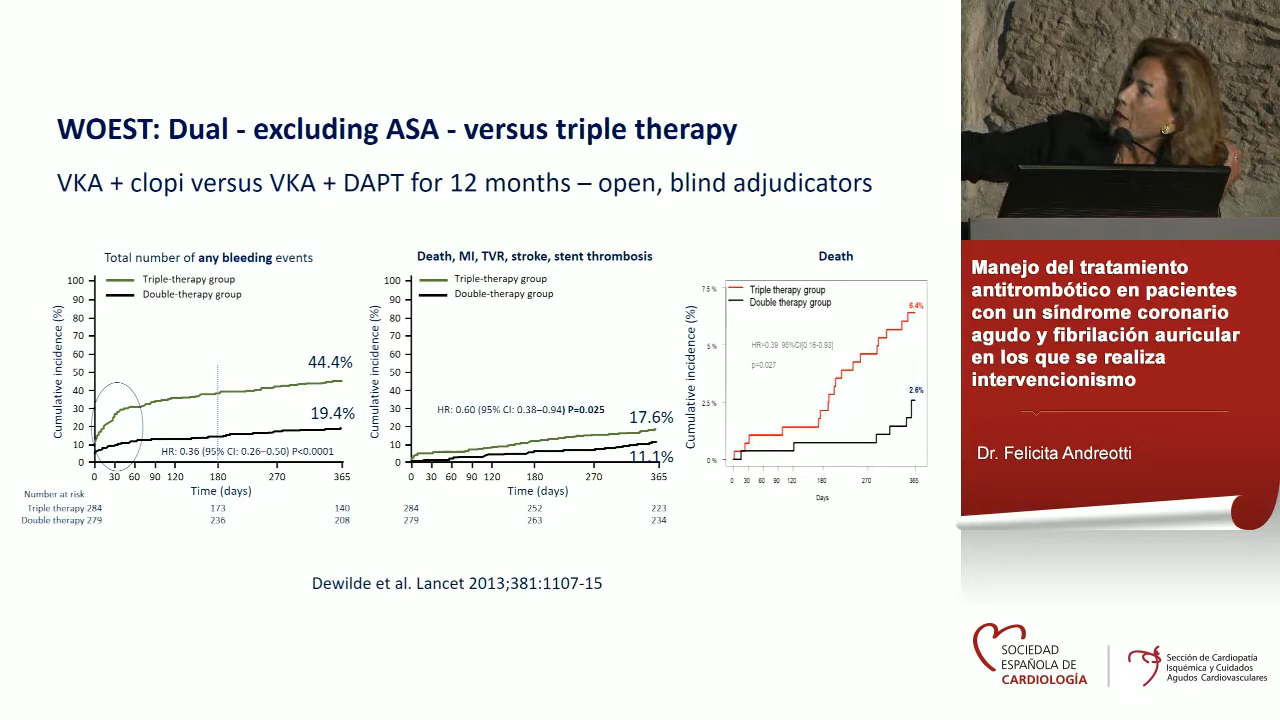 WOEST: Dual - excluding ASA - versus triple therapy
VKA + clopi versus VKA + DAPT for 12 months – open, blind adjudicators
Total number of any bleeding events
Triple-therapy group
Double-therapy group
Cumulative incidence (%)
100
90
80
70
60
50
40
30
20
10
0
44.4%
19.4%
HR: 0.36 (95% CI: 0.26–0.50) P<0.0001
0 30 60 90 120 180 270 365
Time (days)
Number at risk
Triple therapy 284 173 140
Double therapy 279 236 208
Death, MI, TVR, stroke, stent thrombosis
Triple-therapy group
Double-therapy group
Cumulative incidence (%)
100
90
80
70
60
50
40
30
20
10
0
HR: 0.60 (95% CI: 0.38–0.94) P=0.025
17.6%
11.1%
0 30 60 90 120 180 270 365
Time (days)
284 252 223
279 263 234
Death
Triple therapy group
Double therapy group
Cumulative incidence (%)
7.5 %
5 %
2.5 %
0 %
6.4%
HR=0.39 95%CI[0.16-0.93]
p=0.027
2.6%
0 30 60 90 120 180 270 365
Days
Dewilde et al. Lancet 2013;381:1107-15
Manejo del tratamiento
antitrombótico en pacientes
con un síndrome coronario
agudo y fibrilación auricular
en los que se realiza
intervencionismo
Dr. Felicita Andreotti
SOCIEDAD
ESPAÑOLA DE
CARDIOLOGÍA
Sección de Cardiopatía
Isquémica y Cuidados
Agudos Cardiovasculares